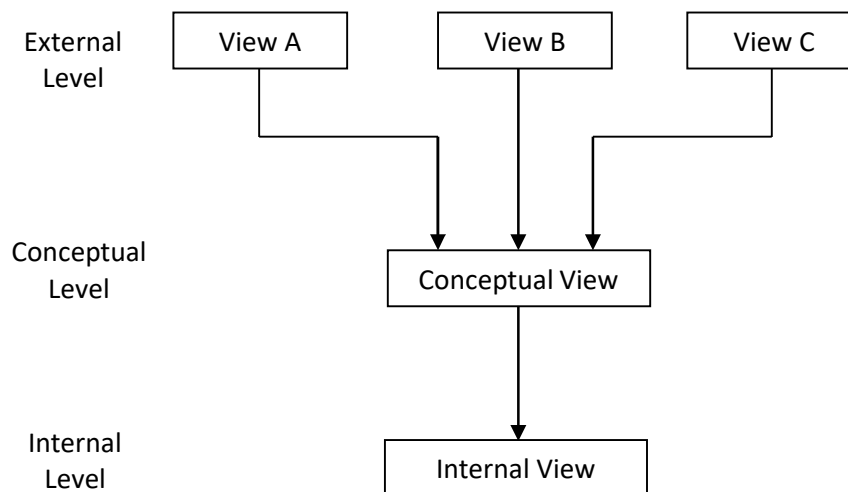 External
Level
View A
View B
View C
Conceptual
Level
Conceptual View
Internal
Level
Internal View